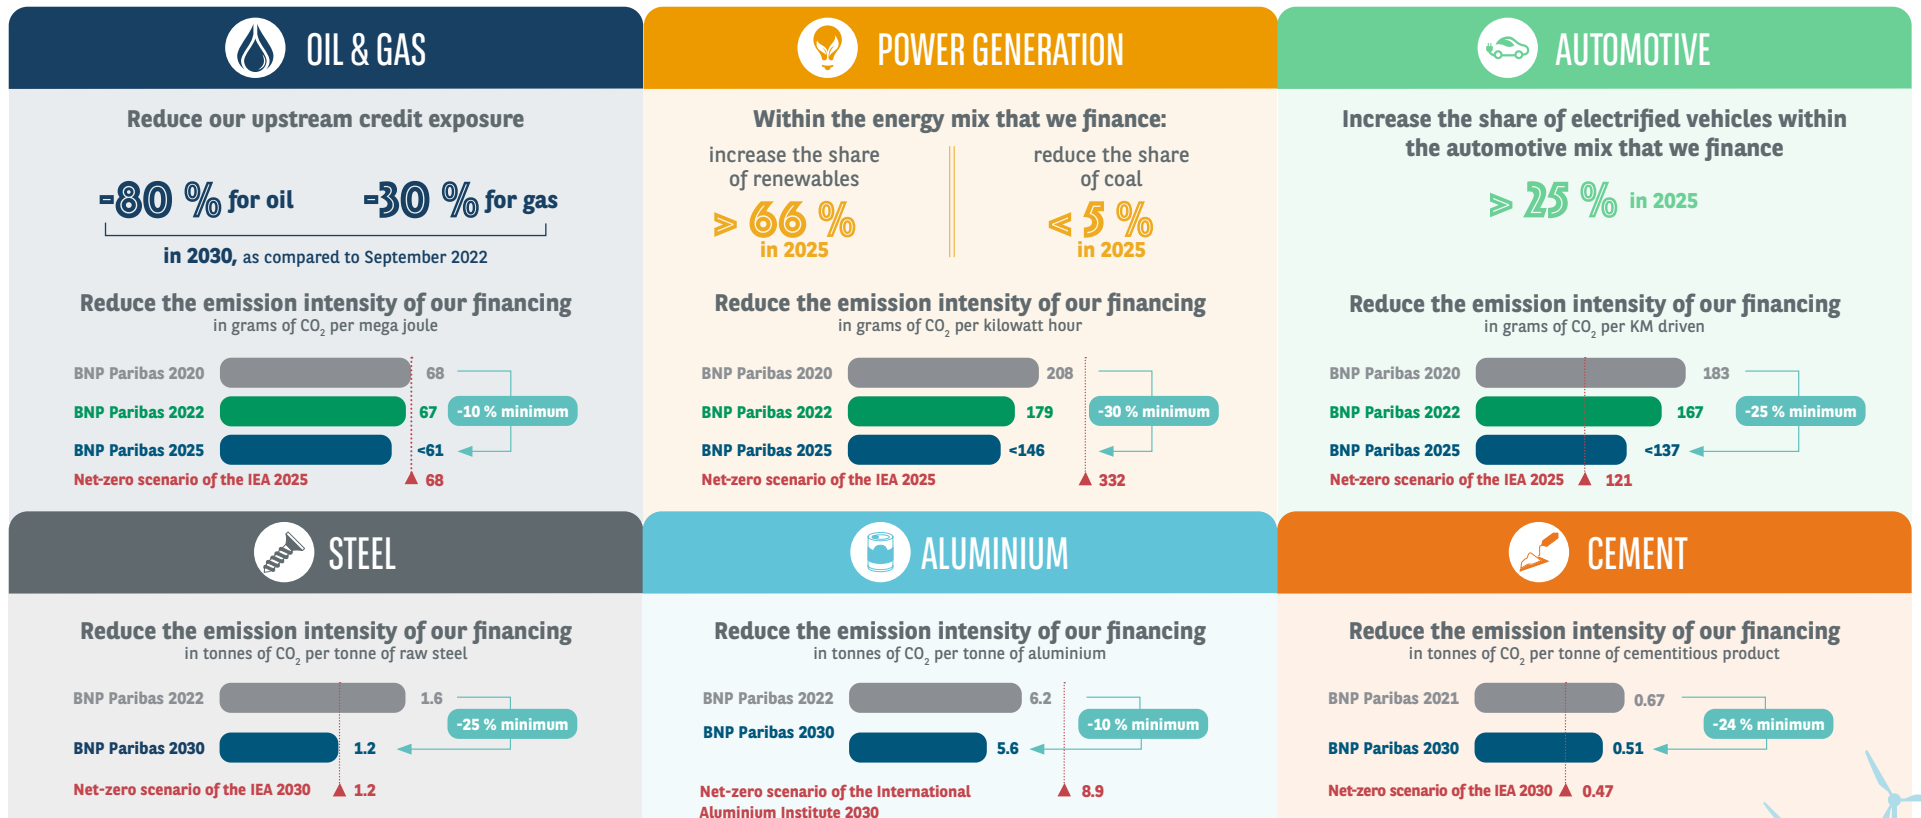 OIL & GAS
Reduce our upstream credit exposure
-80 % for oil
-30 % for gas
in 2030, as compared to September 2022
Reduce the emission intensity of our financing
in grams of CO2 per mega joule
BNP Paribas 2020 68
BNP Paribas 2022 67
-10 % minimum
BNP Paribas 2025 <61
Net-zero scenario of the IEA 2025 68
POWER GENERATION
Within the energy mix that we finance:
increase the share
of renewables
> 66 %
in 2025
reduce the share
of coal
< 5 %
in 2025
Reduce the emission intensity of our financing
in grams of CO2 per kilowatt hour
BNP Paribas 2020 208
BNP Paribas 2022 179
-30 % minimum
BNP Paribas 2025 <146
Net-zero scenario of the IEA 2025 332
AUTOMOTIVE
Increase the share of electrified vehicles within
the automotive mix that we finance
> 25 % in 2025
Reduce the emission intensity of our financing
in grams of CO2 per KM driven
BNP Paribas 2020 183
BNP Paribas 2022 167
-25 % minimum
BNP Paribas 2025 <137
Net-zero scenario of the IEA 2025 121
STEEL
Reduce the emission intensity of our financing
in tonnes of CO2 per tonne of raw steel
BNP Paribas 2022 1.6
-25 % minimum
BNP Paribas 2030 1.2
Net-zero scenario of the IEA 2030 1.2
ALUMINIUM
Reduce the emission intensity of our financing
in tonnes of CO2 per tonne of aluminium
BNP Paribas 2022 6.2
-10 % minimum
BNP Paribas 2030 5.6
Net-zero scenario of the International 8.9
Aluminium Institute 2030
CEMENT
Reduce the emission intensity of our financing
in tonnes of CO2 per tonne of cementitious product
BNP Paribas 2021 0.67
-24 % minimum
BNP Paribas 2030 0.51
Net-zero scenario of the IEA 2030 0.47